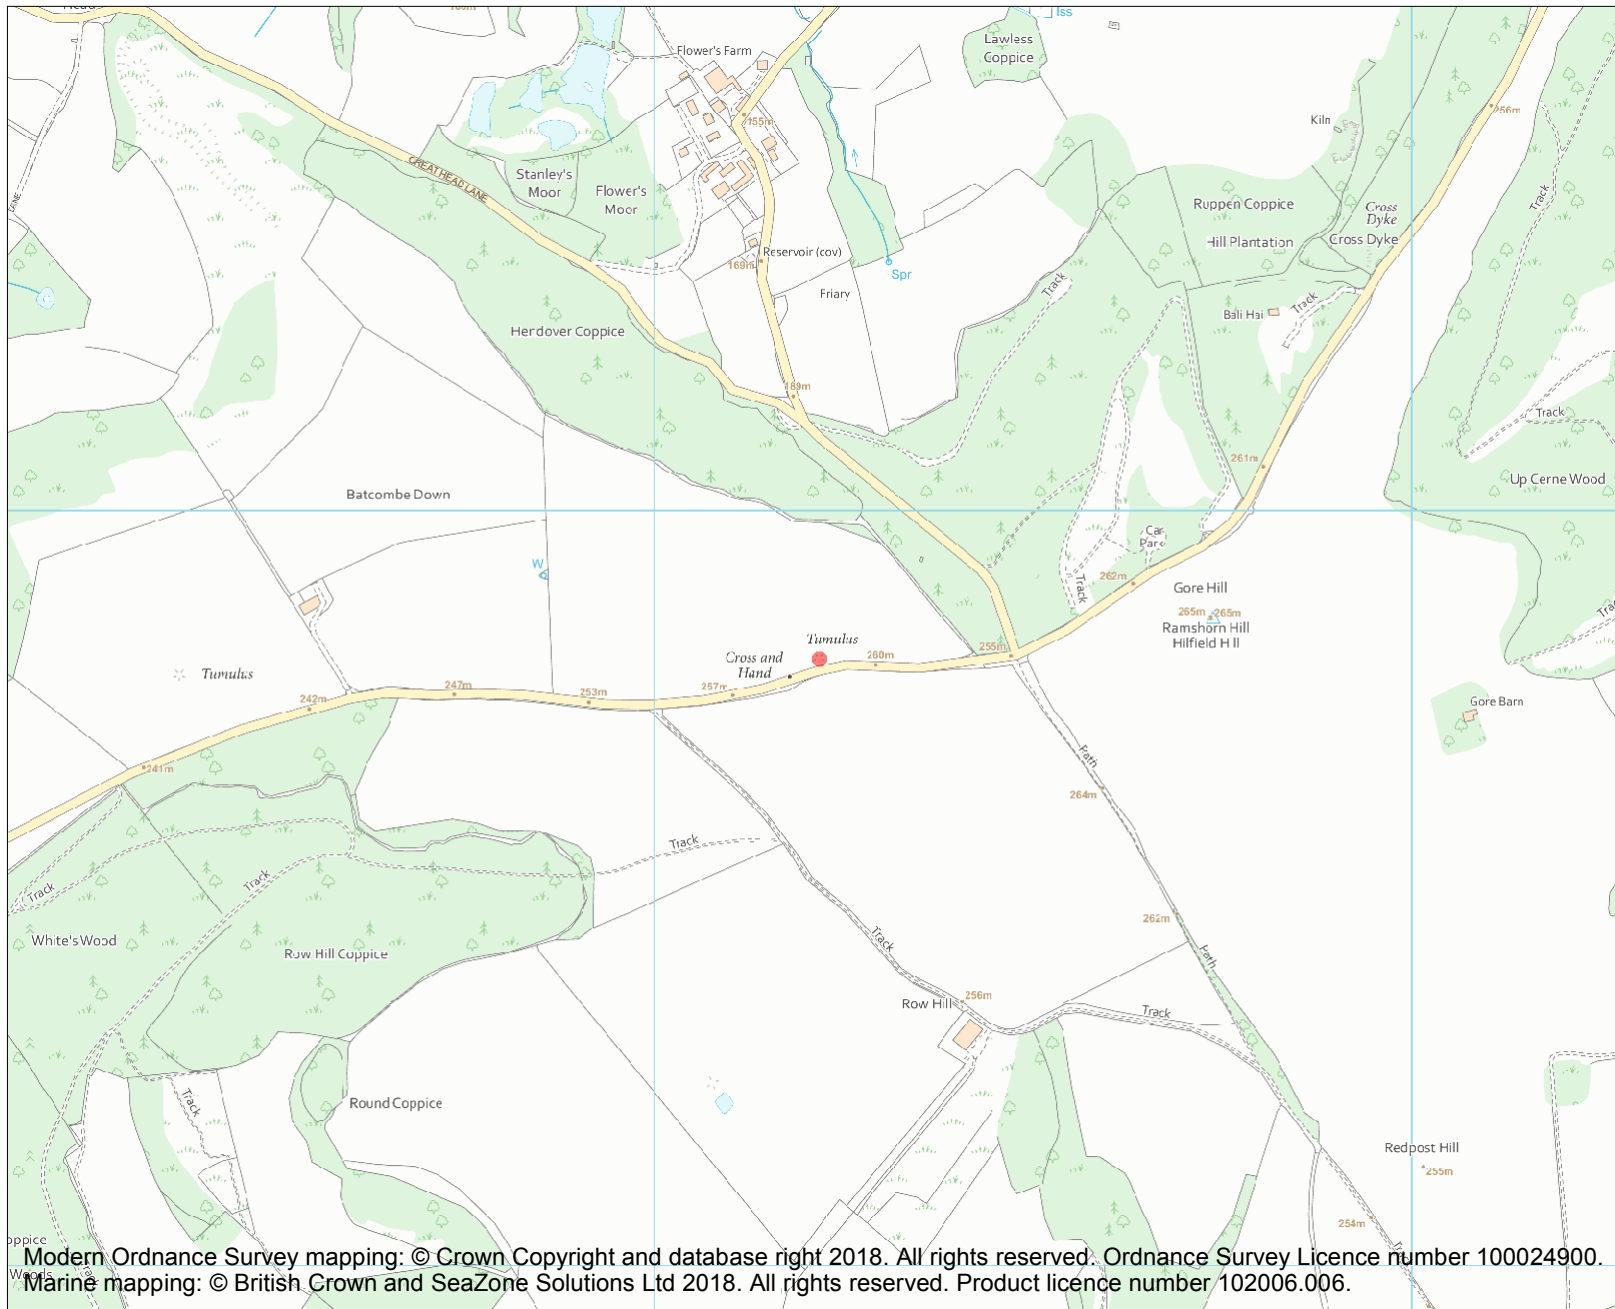 Iss
Lawless
Coppice
Flower's Farm
256m
155m
Kiln
GREAT HEAD LANE
Stanley's
Moor
Flower's
Moor
Track
LANE
Ruppen Coppice
Cross
Dyke
Hill Plantation
Cross Dyke
Reservoir (cov)
169m
Spr
Friary
Track
Track
Bali Hai
Herdover Coppice
189m
Track
261m
Up Cerne Wood
Batcombe Down
Car
Park
W
262m
Track
Gore Hill
265m
265m
Ramshorn Hill
Hilfield Hill
Tumulus
Cross and
Hand
260m
255m
Tumulus
247m
253m
257m
242m
Gore Barn
241m
Path
264m
Track
Track
Track
262m
White's Wood
Row Hill Coppice
Track
Path
256m
Row Hill
Track
Track
Round Coppice
Redpost Hill
255m
254m
oppice
Modern Ordnance Survey mapping: © Crown Copyright and database right 2018. All rights reserved. Ordnance Survey Licence number 100024900.
Woods
Marine mapping: © British Crown and SeaZone Solutions Ltd 2018. All rights reserved. Product licence number 102006.006.